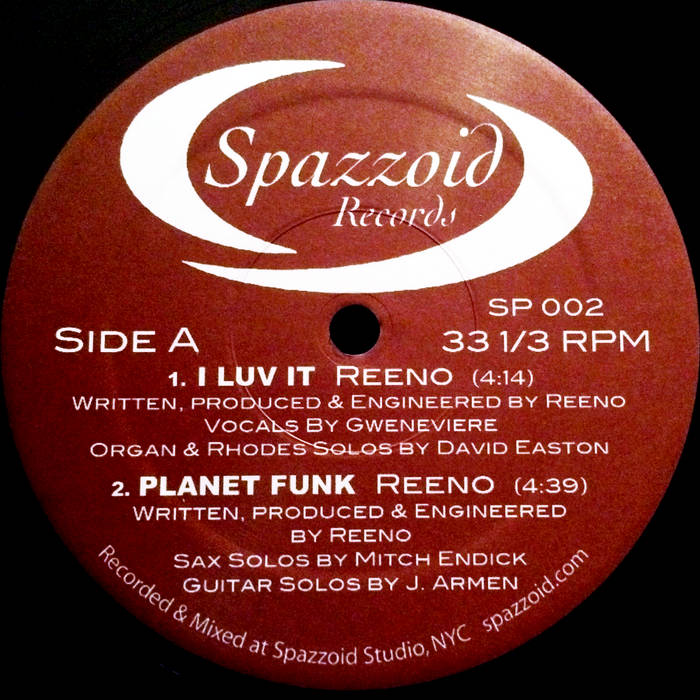 Spazzoid
Records
SP 002
SIDE A
33 1/3 RPM
1. I LUV IT REENO (4:14)
WRITTEN, PRODUCED & ENGINEERED BY REENO
VOCALS BY GWENEVIERE
ORGAN & RHODES SOLOS BY DAVID EASTON
2. PLANET FUNK REENO (4:39)
WRITTEN, PRODUCED & ENGINEERED
BY REENO
SAX SOLOS BY MITCH ENDICK
GUITAR SOLOS BY J. ARMEN
Recorded & Mixed at Spazzoid Studio, NYC spazzoid.com